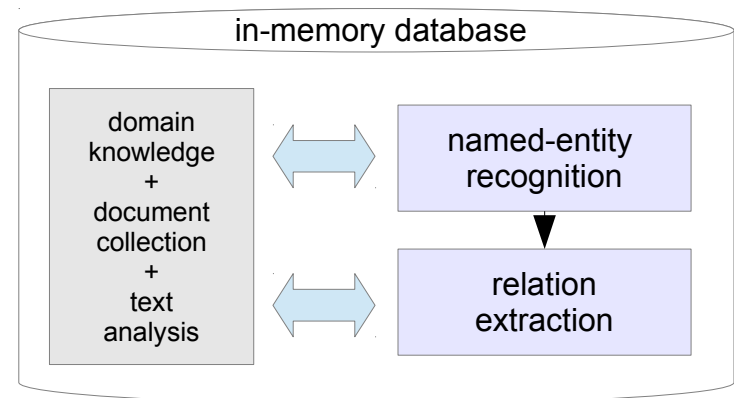 in-memory database
domain
knowledge
+
document
collection
+
text
analysis
named-entity
recognition
relation
extraction